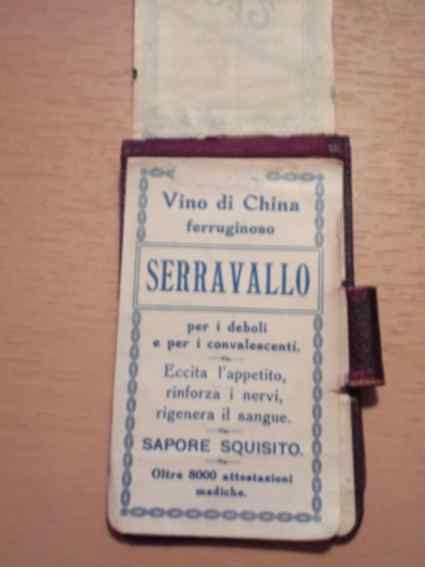 Vino di China
ferruginoso
SERRAVALLO
per i deboli
e per i convalescenti.
Eccita l'appetito,
rinforza i nervi,
rigenera il sangue.
SAPORE SQUISITO.
Oltre 8000 attestazioni
mediche.